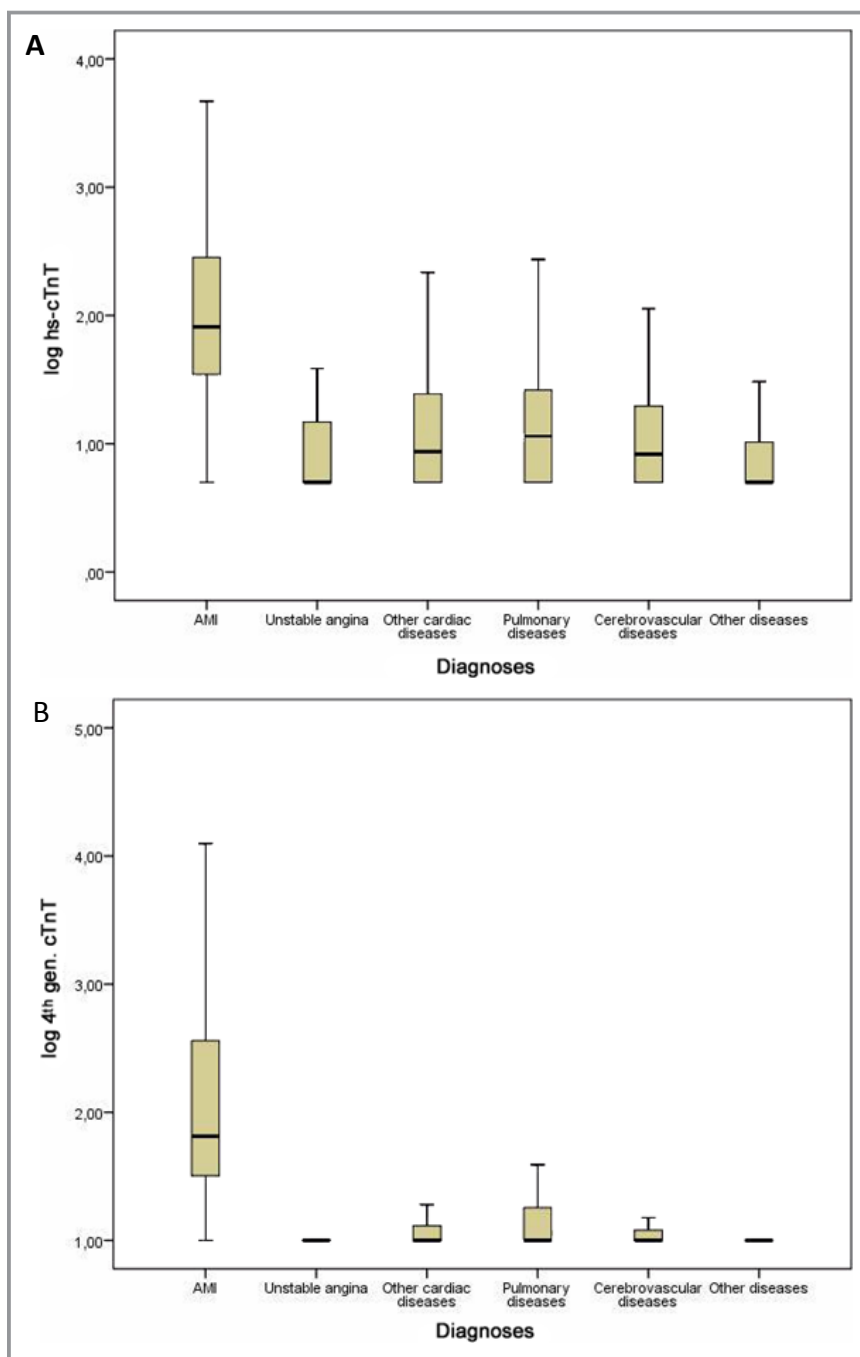 A
4,00
3,00
2,00
1,00
,00
log hs-cTnT
AMI
Unstable angina
Other cardiac
diseases
Pulmonary
diseases
Cerebrovascular
diseases
Other diseases
Diagnoses
B
5,00
4,00
3,00
2,00
1,00
log 4th gen. cTnT
AMI
Unstable angina
Other cardiac
diseases
Pulmonary
diseases
Cerebrovascular
diseases
Other diseases
Diagnoses